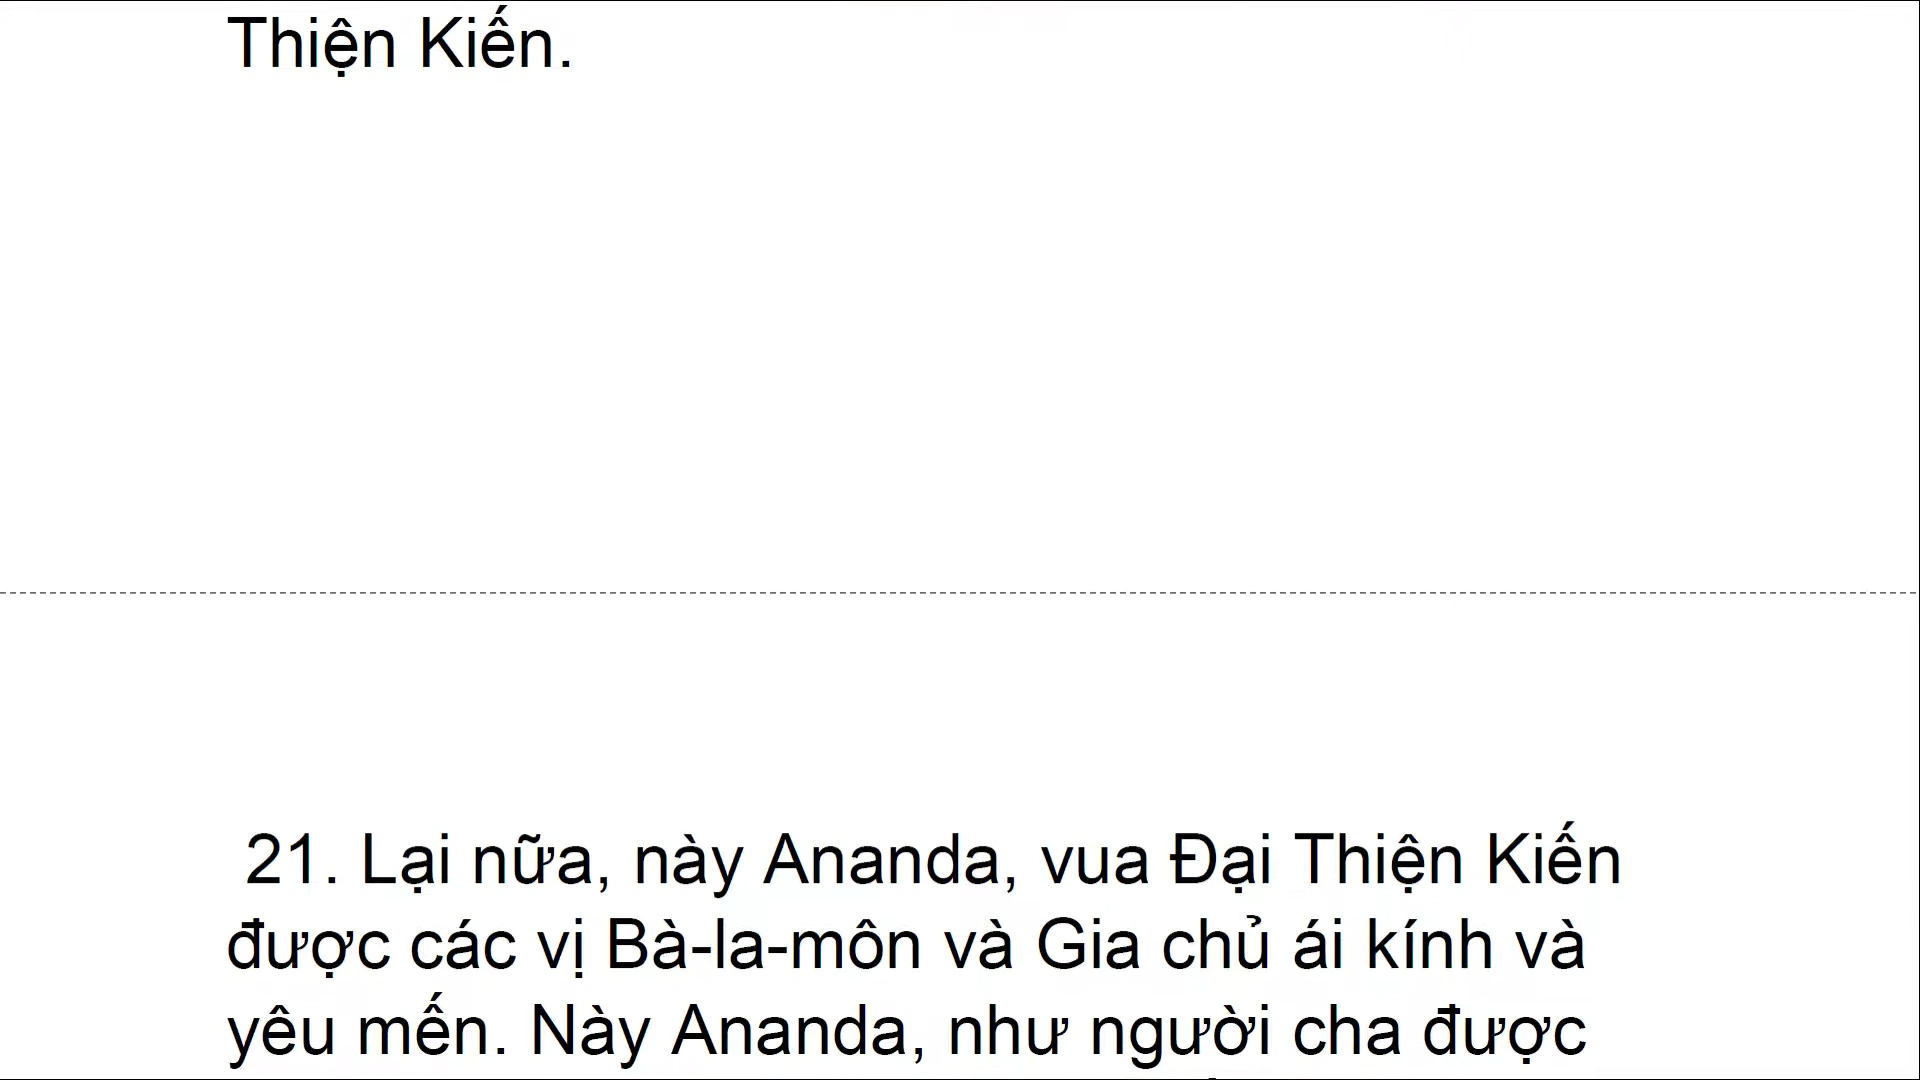 Thiện Kiến.
21. Lại nữa, này Ananda, vua Đại Thiện Kiến
được các vị Bà-la-môn và Gia chủ ái kính và
yêu mến. Này Ananda, như người cha được